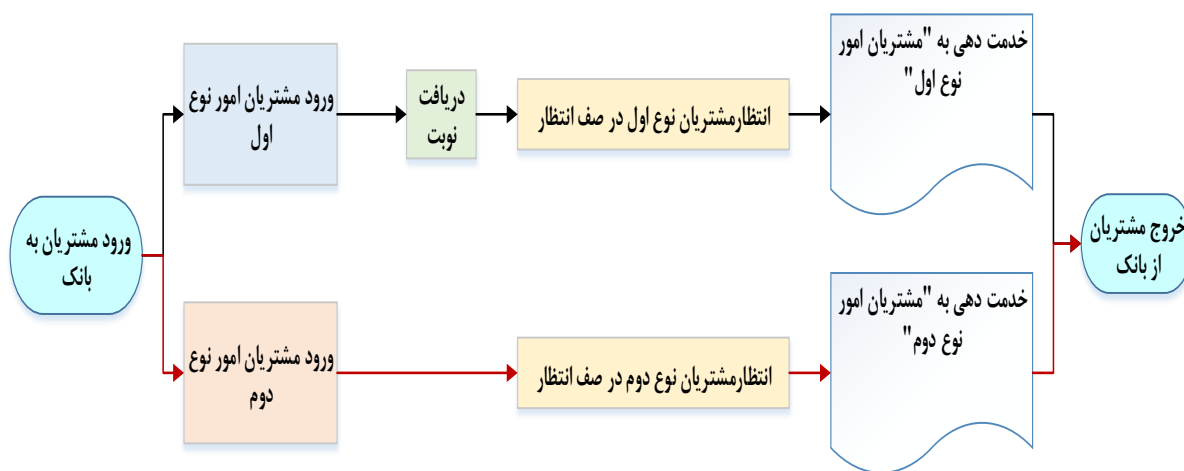 ورود مشتریان به
بانک
ورود مشتریان امور نوع
اول
دریافت
نوبت
انتظارمشتریان نوع اول در صف انتظار
خدمت دهی به "مشتریان امور
نوع اول"
ورود مشتریان امور نوع
دوم
انتظارمشتریان نوع دوم در صف انتظار
خدمت دهی به "مشتریان امور
نوع دوم"
خروج مشتریان
از بانک